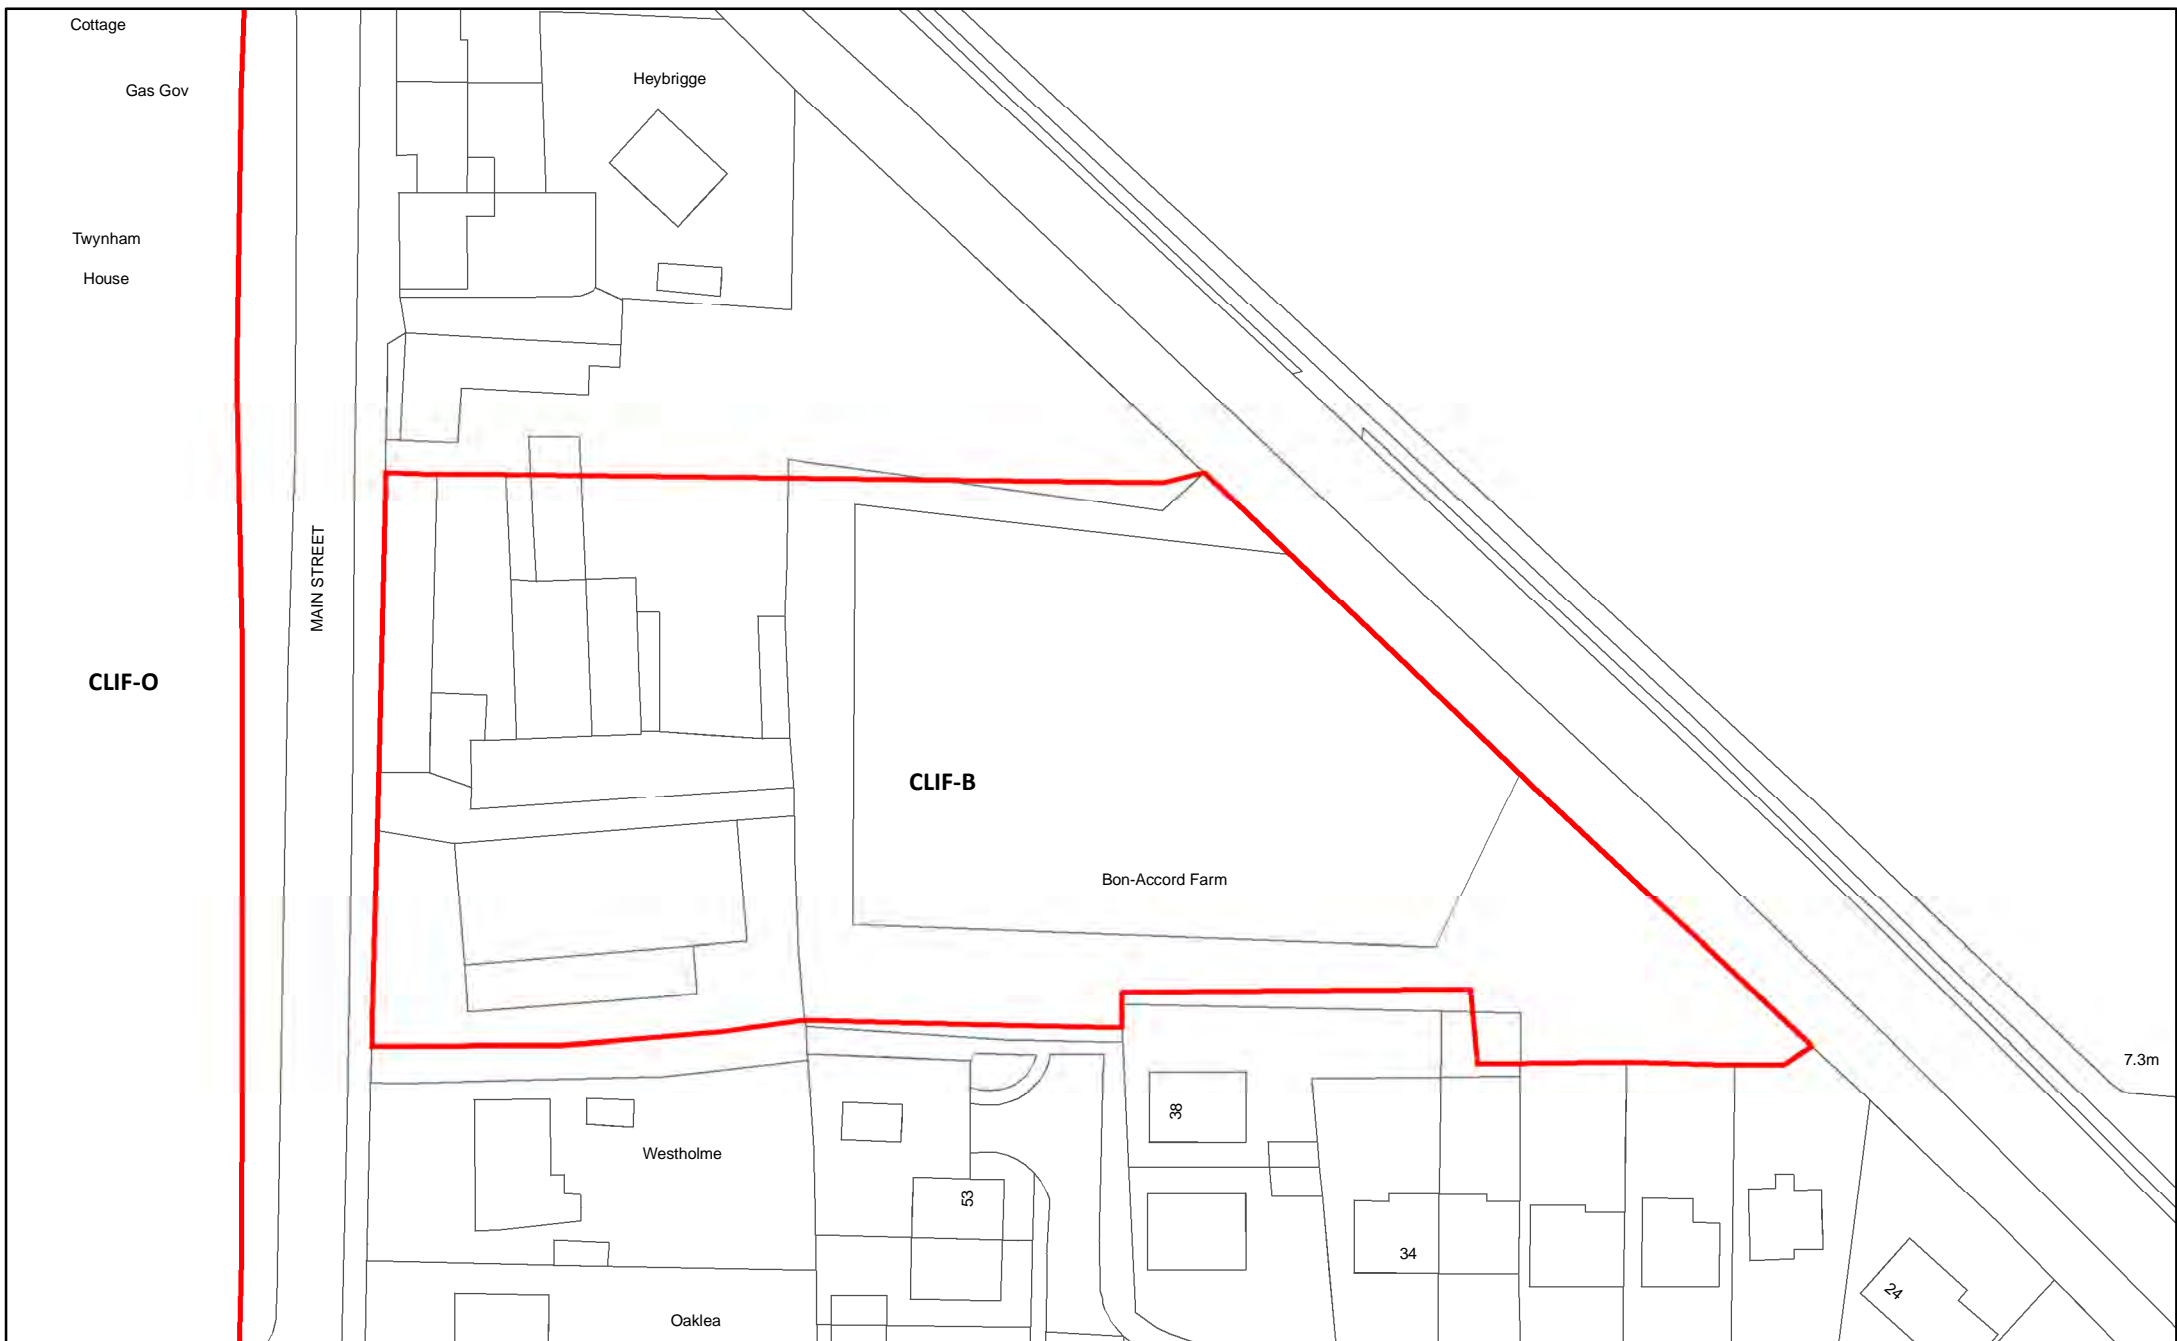 Cottage
Gas Gov
Heybrigge
Twynham
House
MAIN STREET
CLIF-O
CLIF-B
Bon-Accord Farm
7.3m
38
Westholme
53
34
24
Oaklea